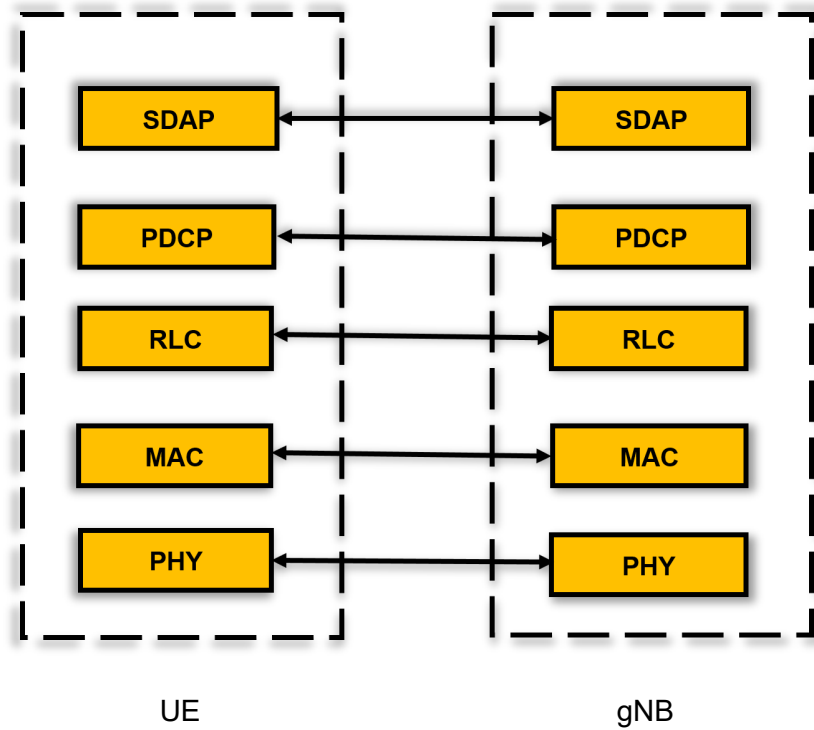 SDAP SDAP
PDCP PDCP
RLC RLC
MAC MAC
PHY PHY
UE gNB